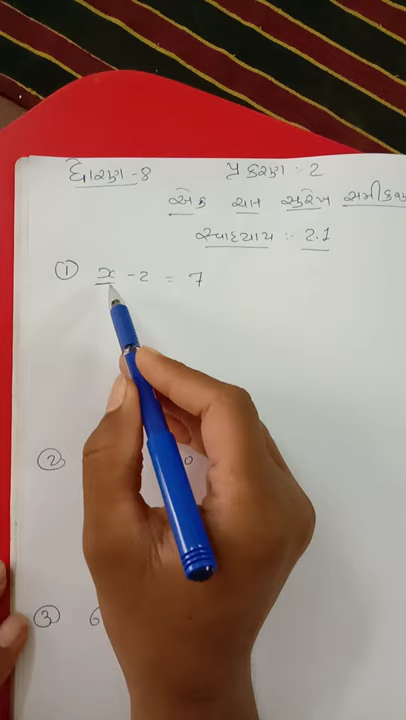 ધોરણ -8 પ્રકરણ :- 2
એક ચલ સુરેખ સમીકરણ
સ્વાધ્યાય :- 2.1
① x - 2 = 7
②
③ 6